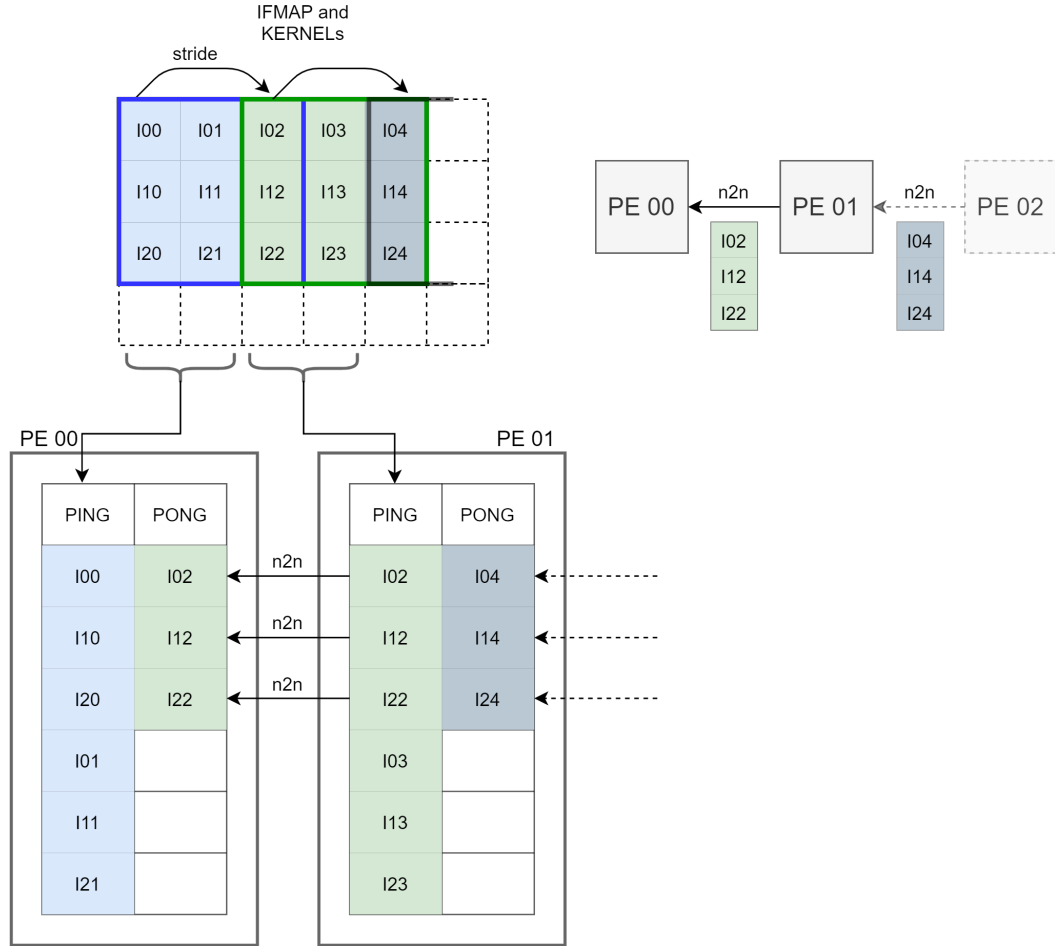 IFMAP and
KERNELs
stride
I00 I01 I02 I03 I04
I10 I11 I12 I13 I14
I20 I21 I22 I23 I24
PE 00 n2n PE 01 n2n PE 02
I02 I04
I12 I14
I22 I24
PE 00 PE 01
PING PONG PING PONG
I00 I02 n2n I02 I04
I10 I12 n2n I12 I14
I20 I22 n2n I22 I24
I01 I03
I11 I13
I21 I23